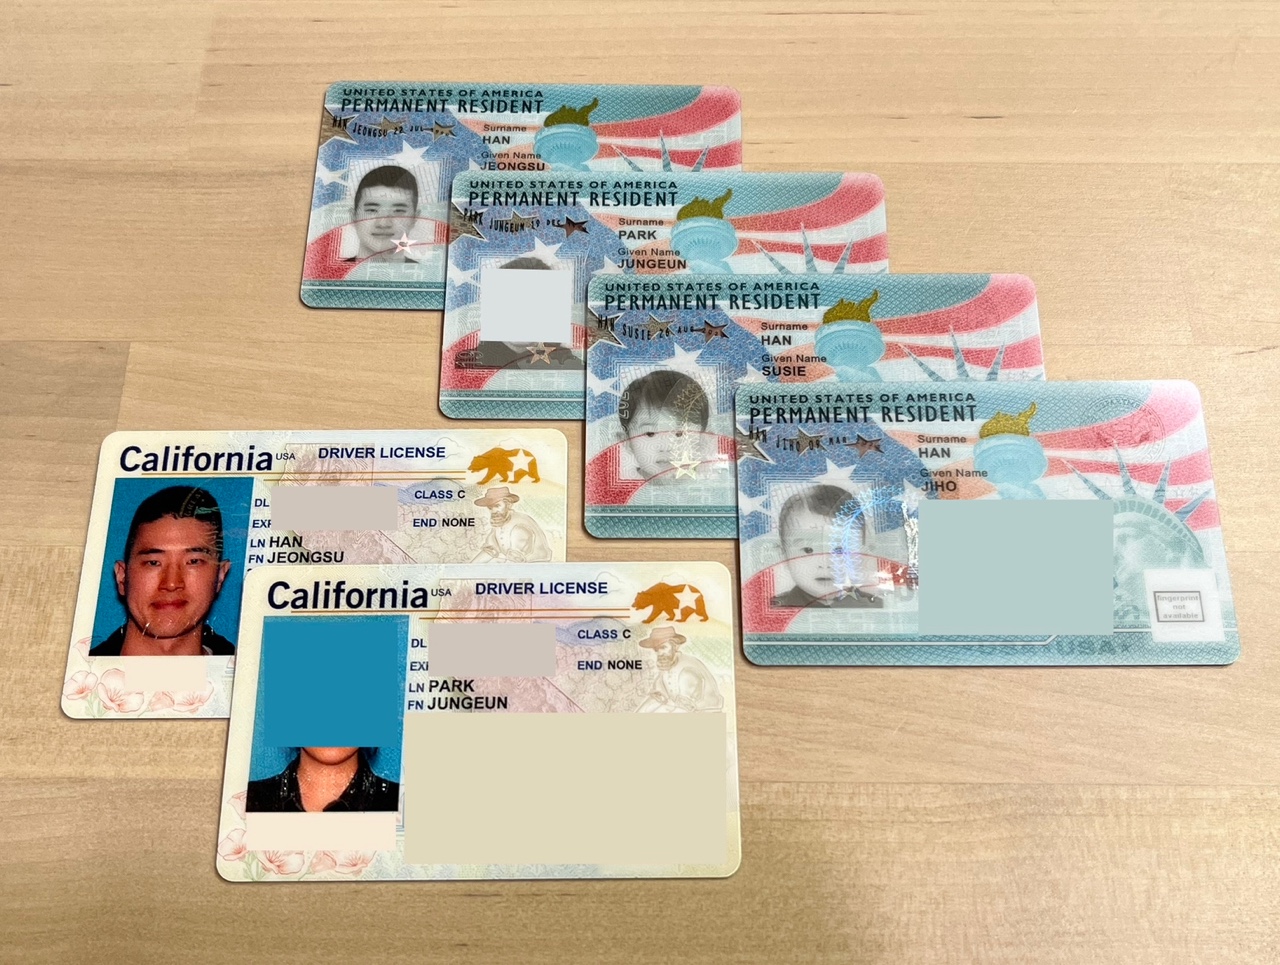 UNITED STATES OF AMERICA
PERMANENT RESIDENT
HAN JEONGSU 22 JUL
Surname
HAN
Given Name
JEONGSU
UNITED STATES OF AMERICA
PERMANENT RESIDENT
PARK JUNGEUN 19 DEC
Surname
PARK
Given Name
JUNGEUN
UNITED STATES OF AMERICA
PERMANENT RESIDENT
HAN SUSIE 26 AUG
Surname
HAN
Given Name
SUSIE
UNITED STATES OF AMERICA
PERMANENT RESIDENT
HAN JIHO 09 MAR
Surname
HAN
Given Name
JIHO
fingerprint
not
available
USA
California USA DRIVER LICENSE
DL
CLASS C
EXP
END NONE
LN HAN
FN JEONGSU
California USA DRIVER LICENSE
DL
CLASS C
EXP
END NONE
LN PARK
FN JUNGEUN